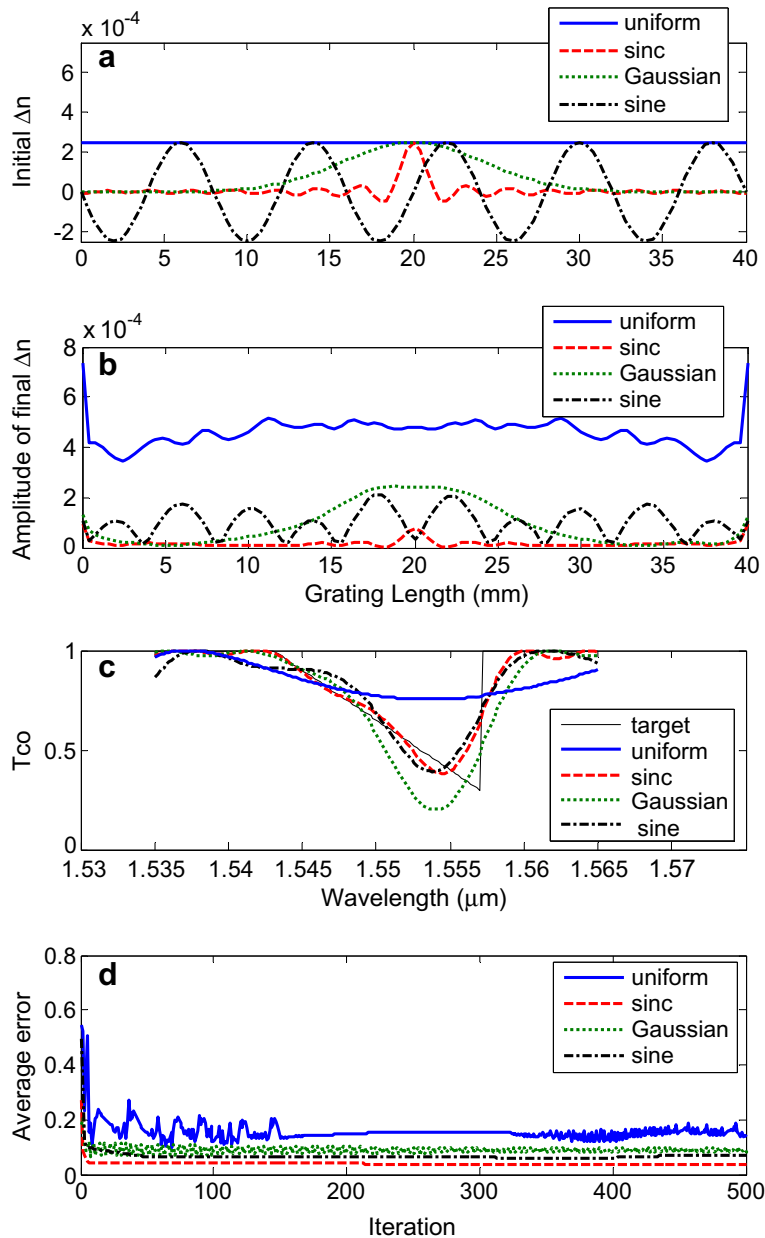 x 10^-4
a
uniform
sinc
Gaussian
sine
Initial Δn
6
4
2
0
-2
0 5 10 15 20 25 30 35 40
x 10^-4
b
uniform
sinc
Gaussian
sine
Amplitude of final Δn
8
6
4
2
0
0 5 10 15 20 25 30 35 40
Grating Length (mm)
c
Tco
1
0.5
0
target
uniform
sinc
Gaussian
sine
1.53 1.535 1.54 1.545 1.55 1.555 1.56 1.565 1.57
Wavelength (μm)
d
uniform
sinc
Gaussian
sine
Average error
0.8
0.6
0.4
0.2
0
0 100 200 300 400 500
Iteration